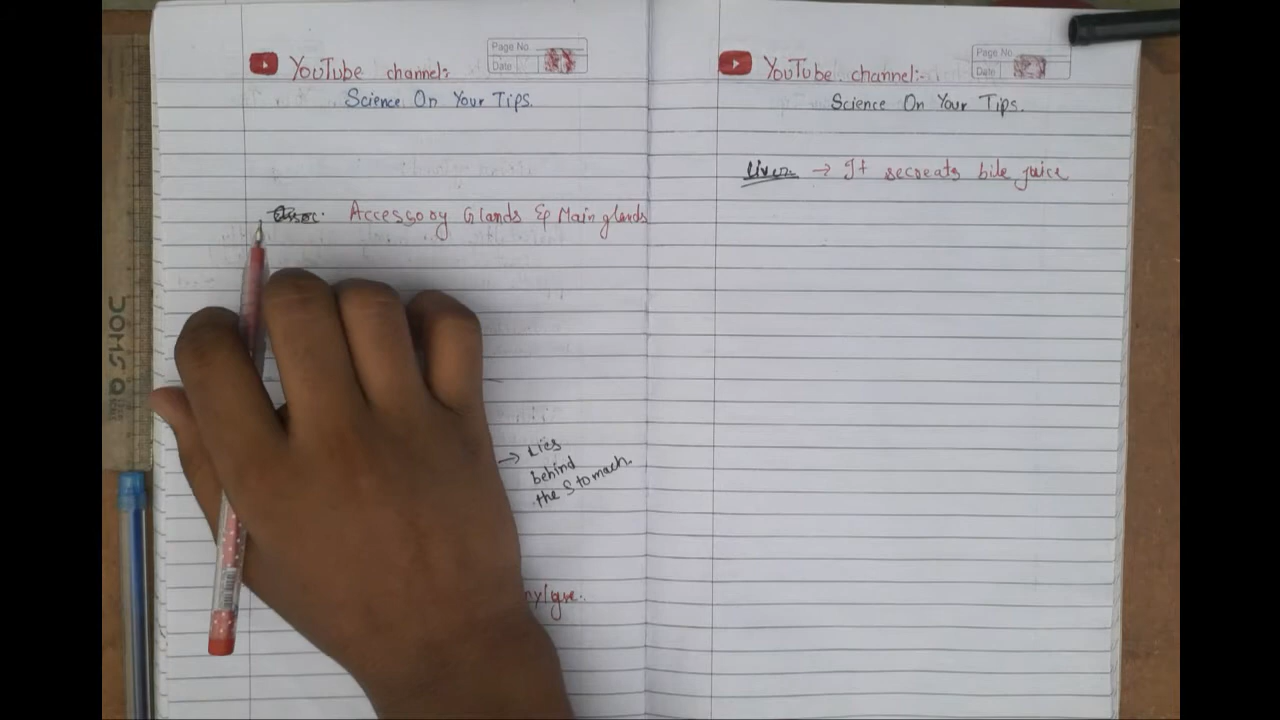 Page No.
Date
YouTube channel:
Science On Your Tips.
Accessory Glands & Main glands
→ Lies
behind
the Stomach.
Page No.
Date
YouTube channel:-
Science On Your Tips.
Liver → It secreats bile juice
DOMS